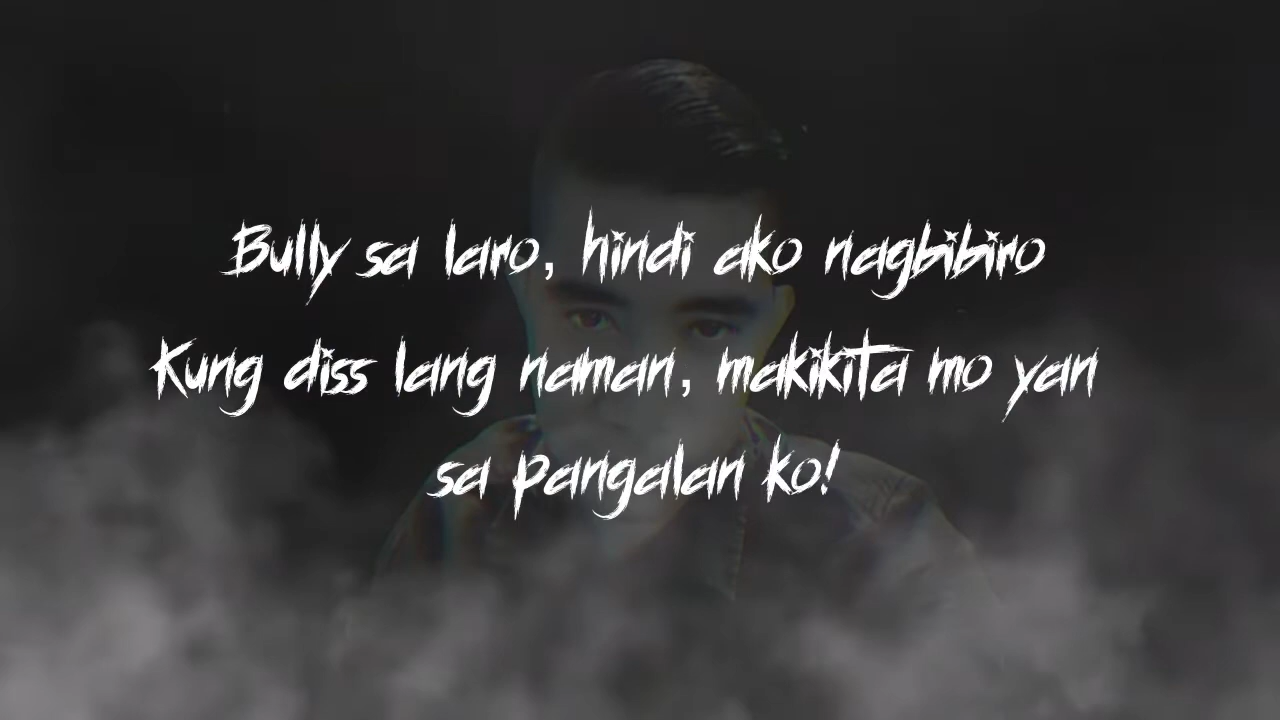 Bully sa laro, hindi ako nagbibiro
Kung diss lang naman, makikita mo yan
sa pangalan ko!